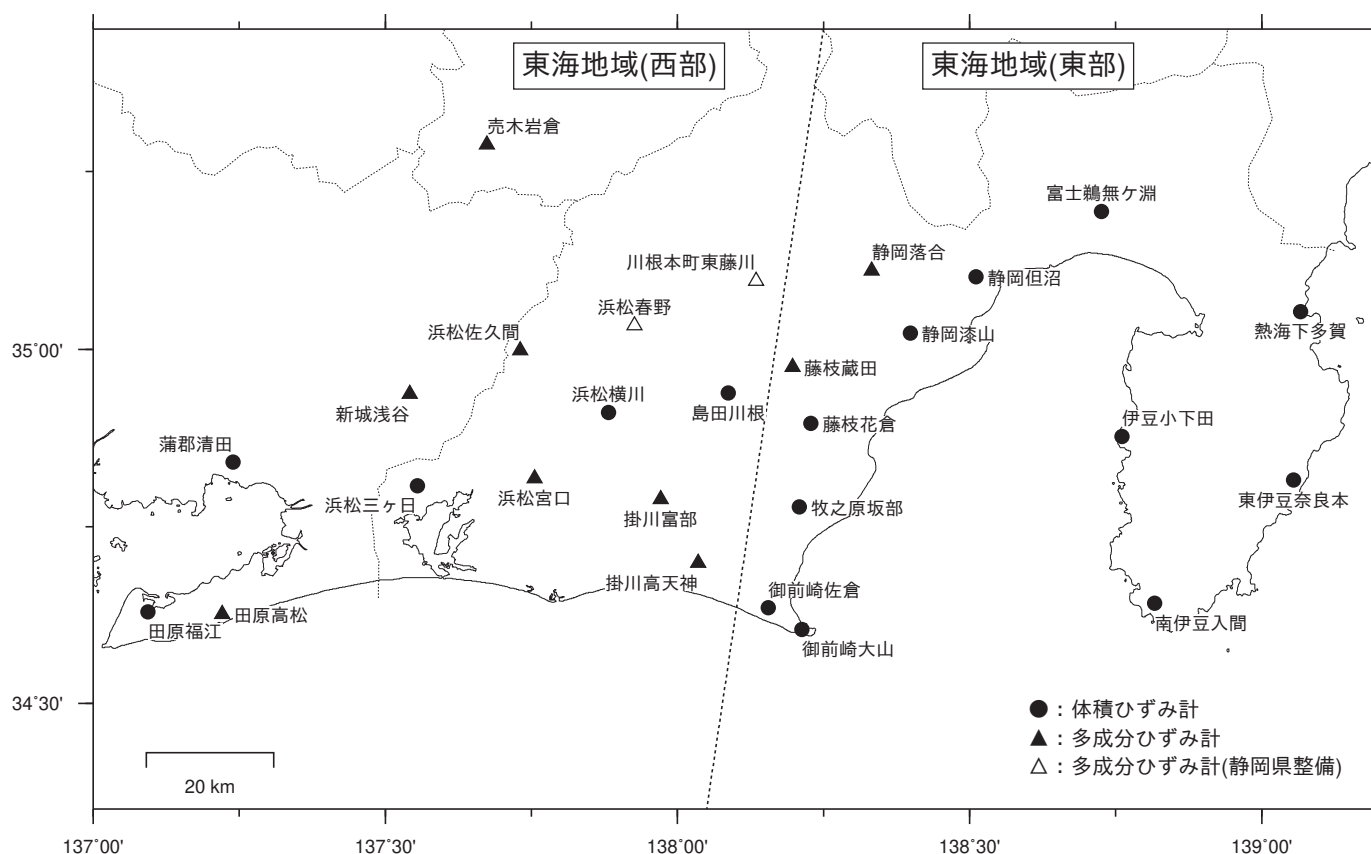 東海地域(西部)
東海地域(東部)
売木岩倉
富士鵜無ケ淵
静岡落合
川根本町東藤川
静岡但沼
浜松春野
熱海下多賀
浜松佐久間
静岡漆山
35°00'
藤枝蔵田
浜松横川
島田川根
新城浅谷
伊豆小下田
藤枝花倉
蒲郡清田
浜松三ヶ日
浜松宮口
東伊豆奈良本
牧之原坂部
掛川富部
掛川高天神
御前崎佐倉
田原高松
田原福江
南伊豆入間
御前崎大山
34°30'
●：体積ひずみ計
▲：多成分ひずみ計
△：多成分ひずみ計(静岡県整備)
20 km
137°00'
137°30'
138°00'
138°30'
139°00'